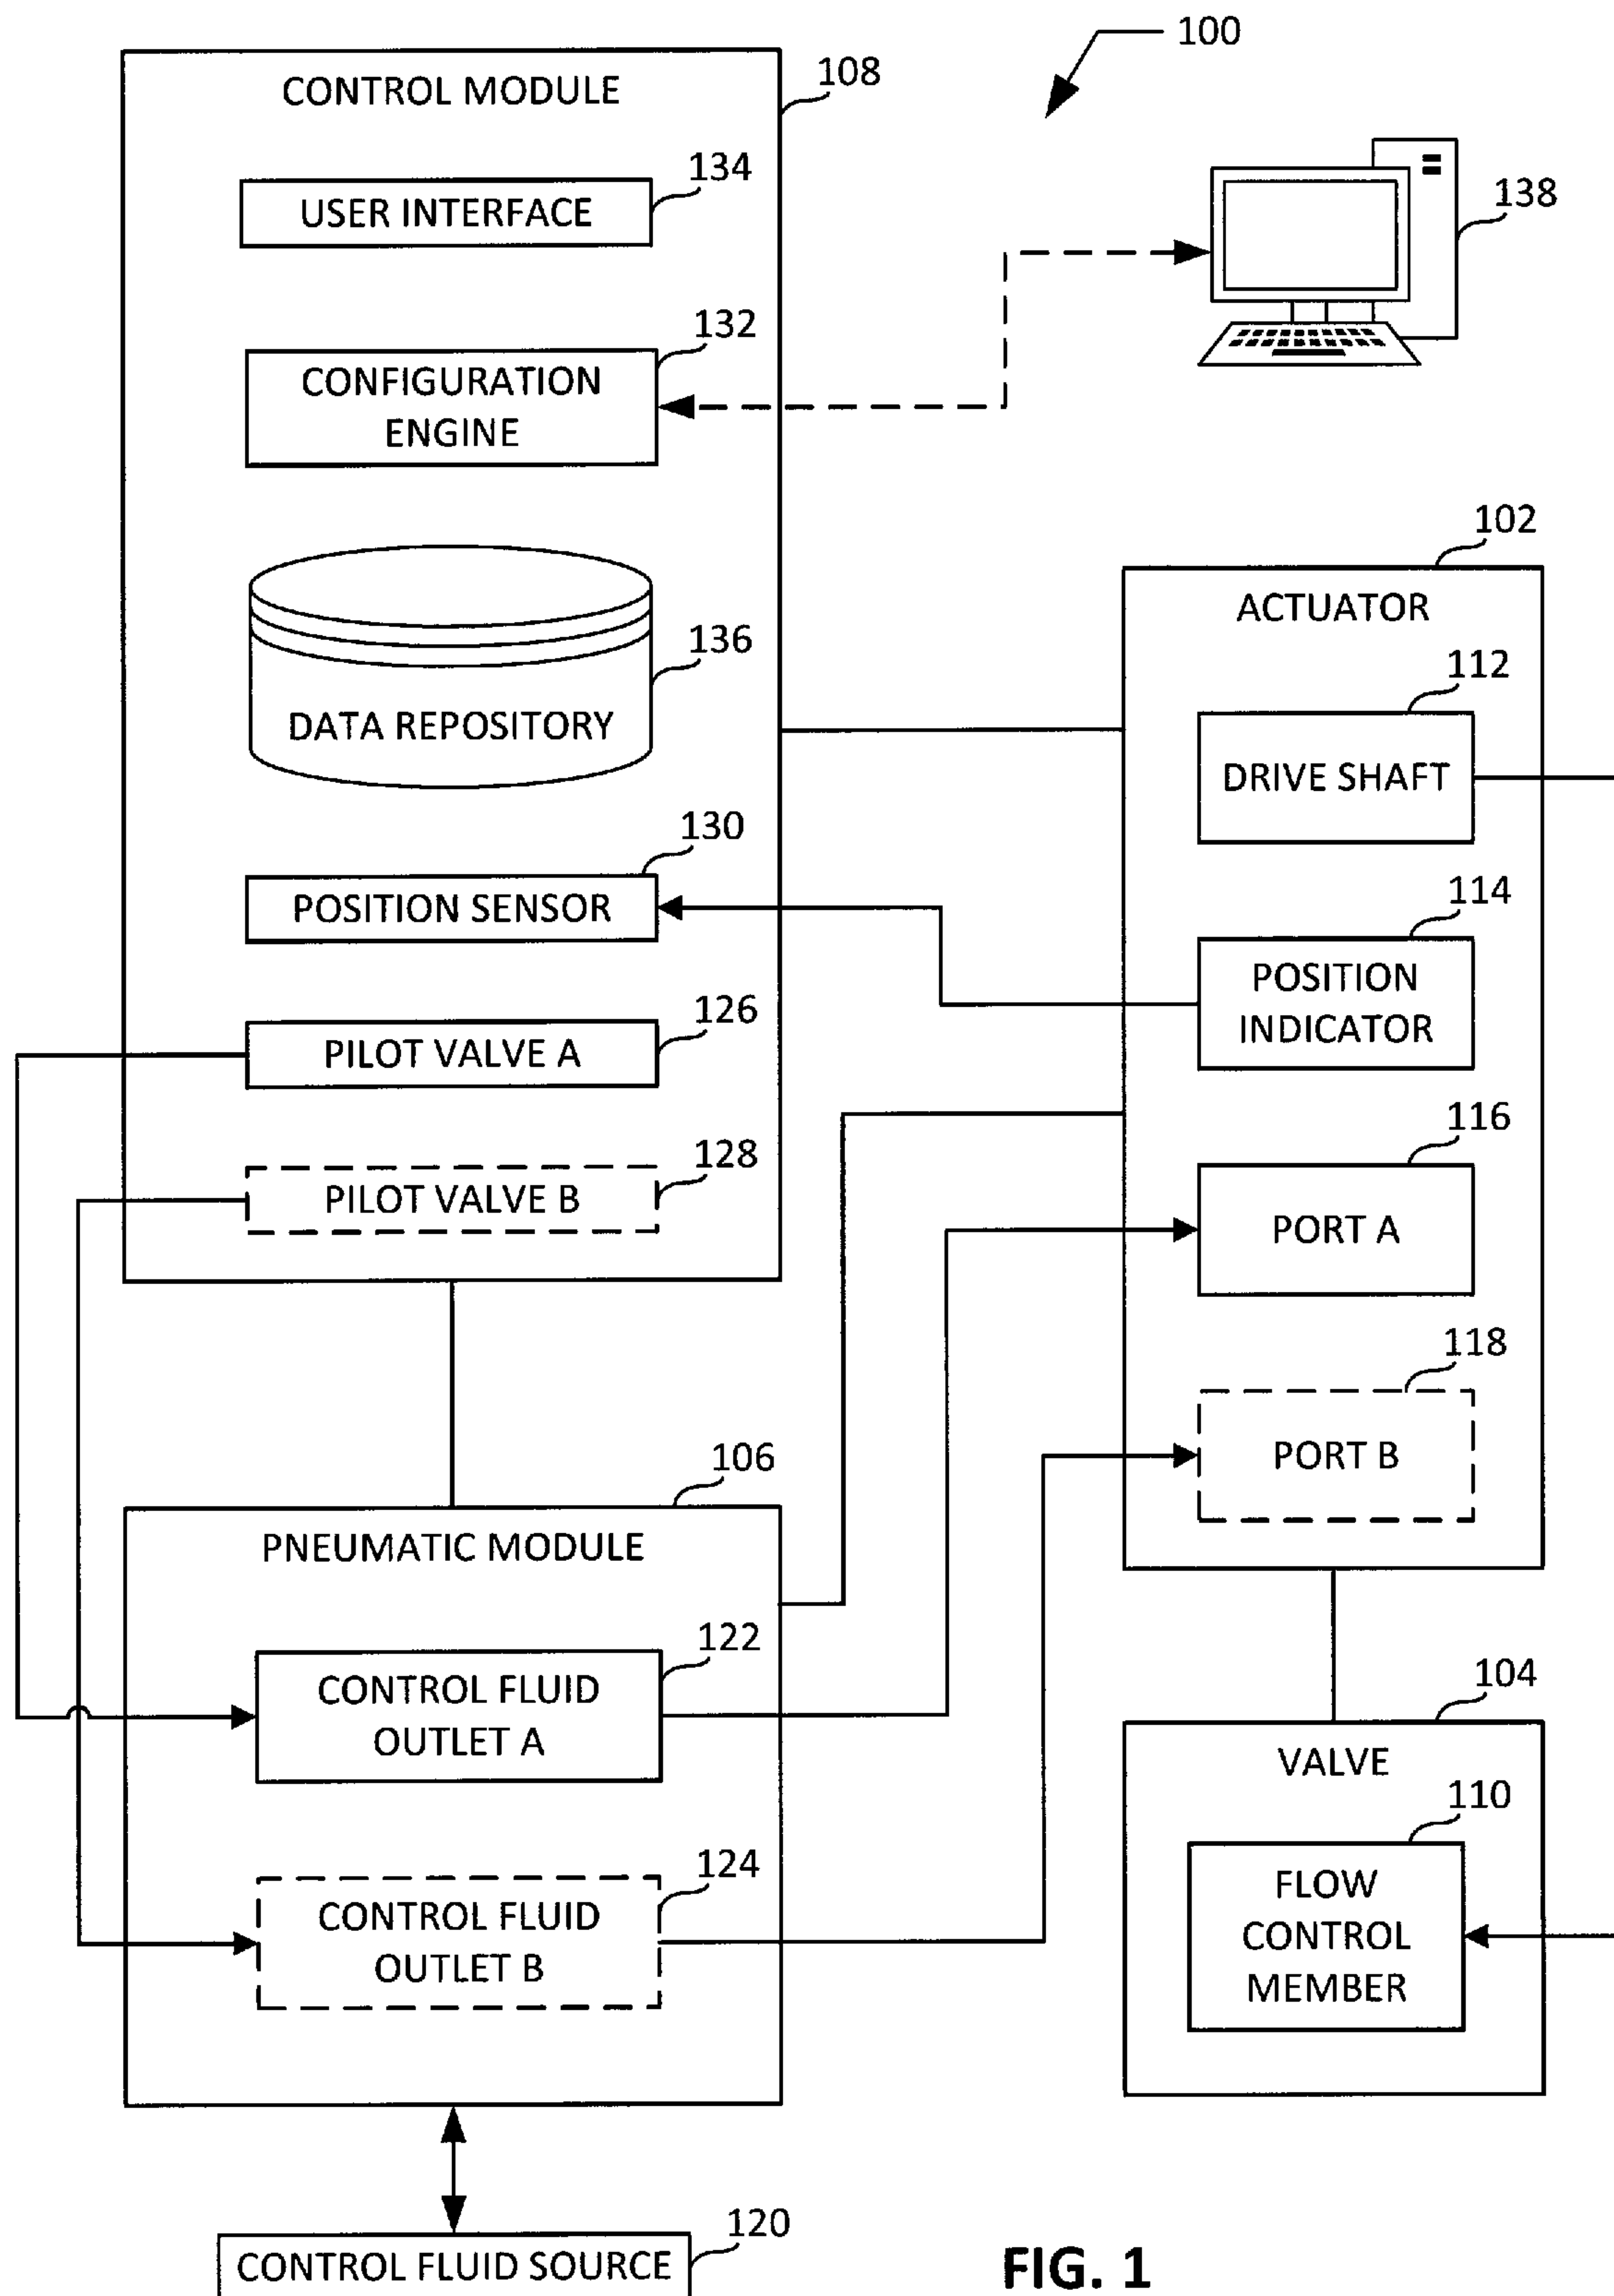 100
CONTROL MODULE
108
134
USER INTERFACE
138
132
CONFIGURATION
ENGINE
102
ACTUATOR
136
DATA REPOSITORY
112
DRIVE SHAFT
130
POSITION SENSOR
114
POSITION
INDICATOR
126
PILOT VALVE A
116
PORT A
128
PILOT VALVE B
118
PORT B
106
PNEUMATIC MODULE
122
CONTROL FLUID
OUTLET A
104
VALVE
110
FLOW
CONTROL
MEMBER
124
CONTROL FLUID
OUTLET B
120
CONTROL FLUID SOURCE
FIG. 1